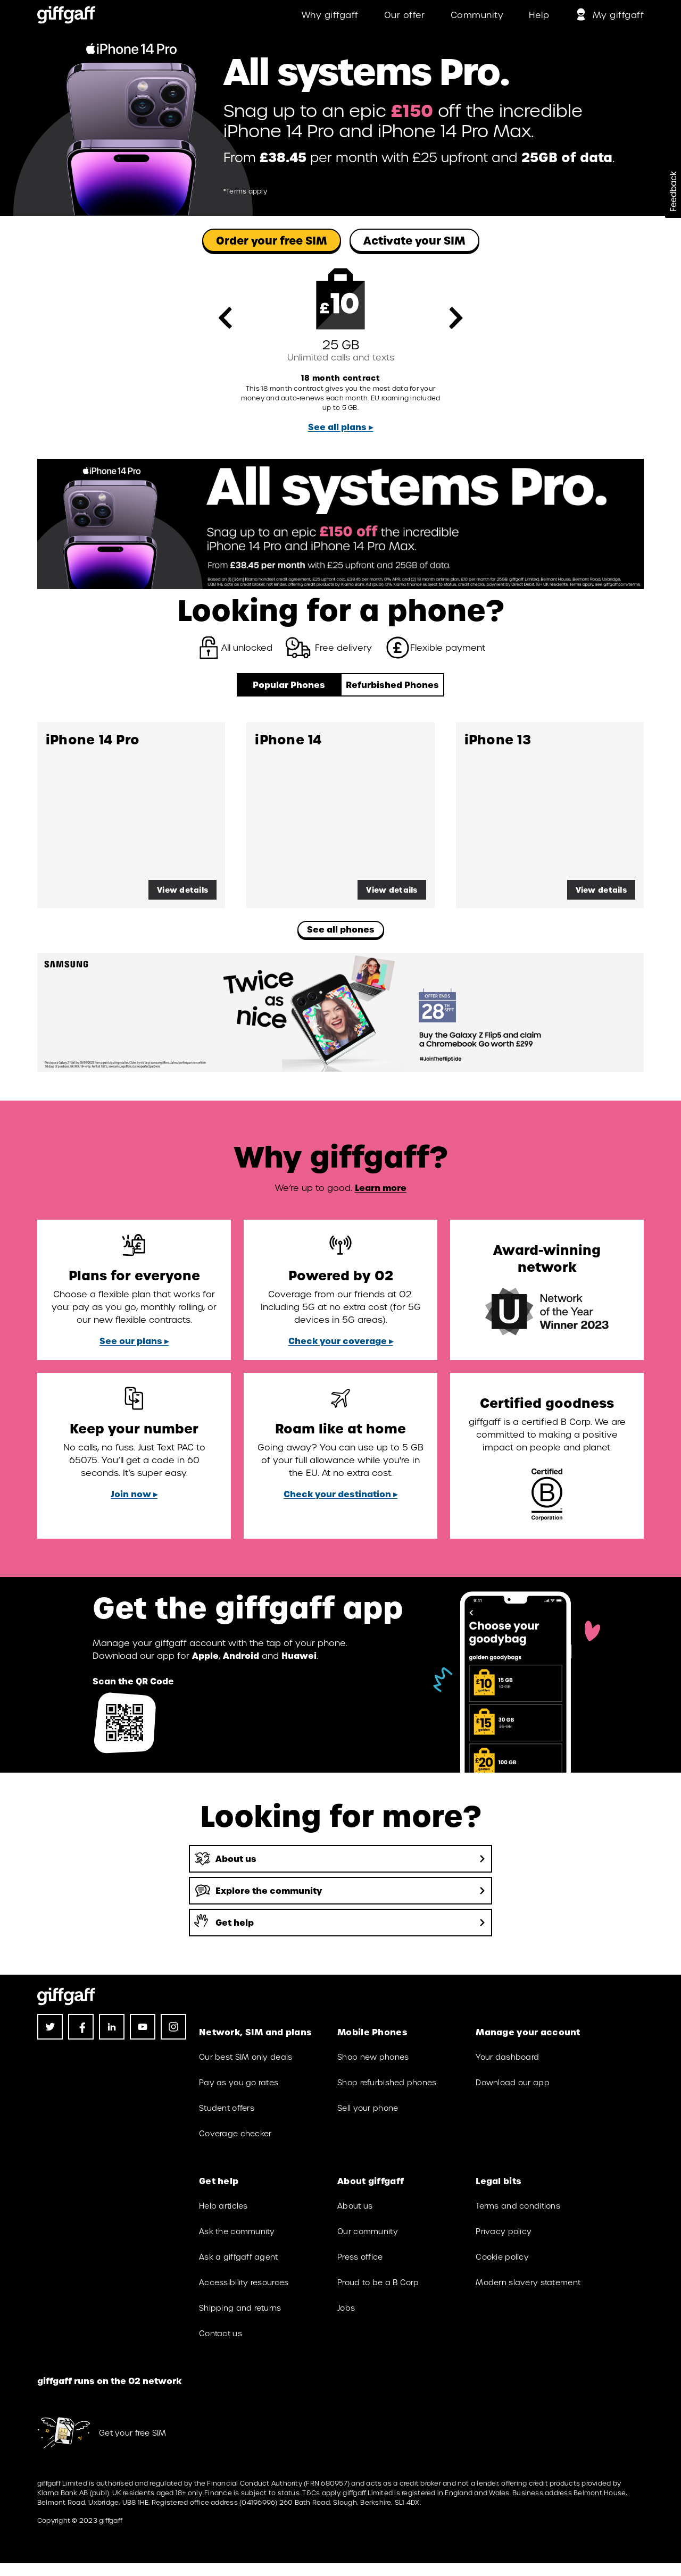 giffgaff
Why giffgaff
Our offer
Community
Help
My giffgaff
iPhone 14 Pro
All systems Pro.
Snag up to an epic £150 off the incredible
iPhone 14 Pro and iPhone 14 Pro Max.
From £38.45 per month with £25 upfront and 25GB of data.
*Terms apply
Feedback
Order your free SIM
Activate your SIM
£10
25 GB
Unlimited calls and texts
18 month contract
This 18 month contract gives you the most data for your
money and auto-renews each month. EU roaming included
up to 5 GB.
See all plans ▸
iPhone 14 Pro
All systems Pro.
Snag up to an epic £150 off the incredible
iPhone 14 Pro and iPhone 14 Pro Max.
From £38.45 per month with £25 upfront and 25GB of data.
Looking for a phone?
All unlocked
Free delivery
Flexible payment
Popular Phones
Refurbished Phones
iPhone 14 Pro
iPhone 14
iPhone 13
View details
View details
View details
See all phones
SAMSUNG
Twice
as
nice
OFFER ENDS
28TH SEPT
Buy the Galaxy Z Flip5 and claim
a Chromebook Go worth £299
#JoinTheFlipSide
Why giffgaff?
We're up to good. Learn more
Plans for everyone
Choose a flexible plan that works for
you: pay as you go, monthly rolling, or
our new flexible contracts.
See our plans ▸
Powered by O2
Coverage from our friends at O2.
Including 5G at no extra cost (for 5G
devices in 5G areas).
Check your coverage ▸
Award-winning
network
U
Network
of the Year
Winner 2023
Keep your number
No calls, no fuss. Just Text PAC to
65075. You'll get a code in 60
seconds. It's super easy.
Join now ▸
Roam like at home
Going away? You can use up to 5 GB
of your full allowance while you're in
the EU. At no extra cost.
Check your destination ▸
Certified goodness
giffgaff is a certified B Corp. We are
committed to making a positive
impact on people and planet.
Certified
B
Corporation
Get the giffgaff app
Manage your giffgaff account with the tap of your phone.
Download our app for Apple, Android and Huawei.
Scan the QR Code
9:41
Choose your
goodybag
golden goodybags
£10
15 GB
10 GB
£15
30 GB
25 GB
£20
100 GB
Looking for more?
About us
Explore the community
Get help
giffgaff
Network, SIM and plans
Our best SIM only deals
Pay as you go rates
Student offers
Coverage checker
Mobile Phones
Shop new phones
Shop refurbished phones
Sell your phone
Manage your account
Your dashboard
Download our app
Get help
Help articles
Ask the community
Ask a giffgaff agent
Accessibility resources
Shipping and returns
Contact us
About giffgaff
About us
Our community
Press office
Proud to be a B Corp
Jobs
Legal bits
Terms and conditions
Privacy policy
Cookie policy
Modern slavery statement
giffgaff runs on the O2 network
Get your free SIM
giffgaff Limited is authorised and regulated by the Financial Conduct Authority (FRN 680957) and acts as a credit broker and not a lender, offering credit products provided by
Klarna Bank AB (publ). UK residents aged 18+ only. Finance is subject to status. T&Cs apply. giffgaff Limited is registered in England and Wales. Business address Belmont House,
Belmont Road, Uxbridge, UB8 1HE. Registered office address (04196996) 260 Bath Road, Slough, Berkshire, SL1 4DX.
Copyright © 2023 giffgaff